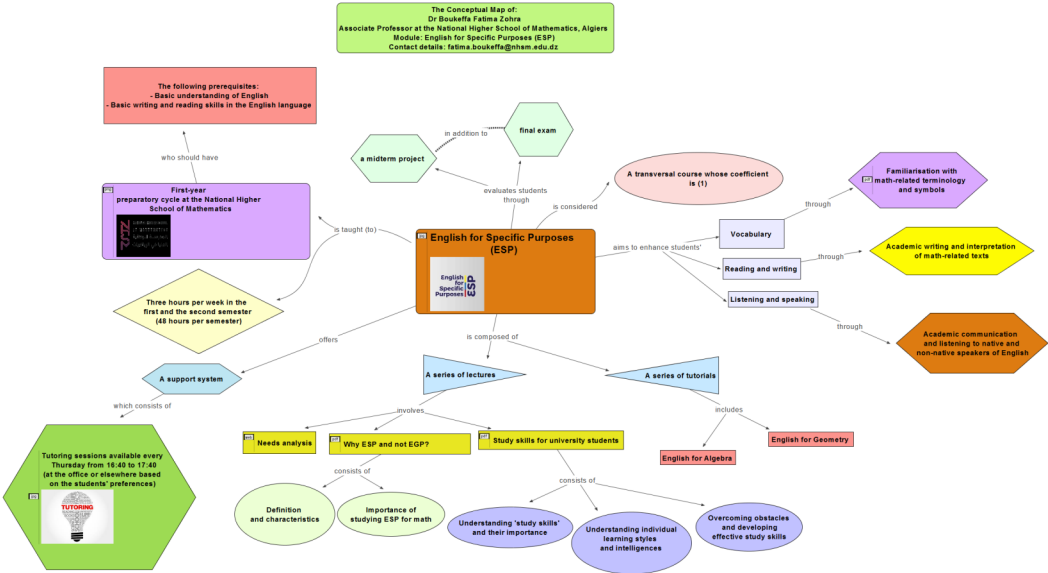 The Conceptual Map of:
Dr Boukeffa Fatima Zohra
Associate Professor at the National Higher School of Mathematics, Algiers
Module: English for Specific Purposes (ESP)
Contact details: fatima.boukeffa@nhsm.edu.dz
The following prerequisites:
- Basic understanding of English
- Basic writing and reading skills in the English language
who should have
First-year
preparatory cycle at the National Higher
School of Mathematics
is taught (to)
Three hours per week in the
first and the second semester
(48 hours per semester)
a midterm project
in addition to
final exam
evaluates students
through
is considered
A transversal course whose coefficient
is (1)
English for Specific Purposes
(ESP)
English
for
Specific
Purposes
ESP
aims to enhance students'
Vocabulary
through
Familiarisation with
math-related terminology
and symbols
Reading and writing
through
Academic writing and interpretation
of math-related texts
Listening and speaking
through
Academic communication
and listening to native and
non-native speakers of English
offers
A support system
which consists of
Tutoring sessions available every
Thursday from 16:40 to 17:40
(at the office or elsewhere based
on the students' preferences)
TUTORING
is composed of
A series of lectures
A series of tutorials
involves
Needs analysis
Why ESP and not EGP?
Study skills for university students
includes
English for Geometry
English for Algebra
consists of
Definition
and characteristics
Importance of
studying ESP for math
consists of
Understanding 'study skills'
and their importance
Understanding individual
learning styles
and intelligences
Overcoming obstacles
and developing
effective study skills